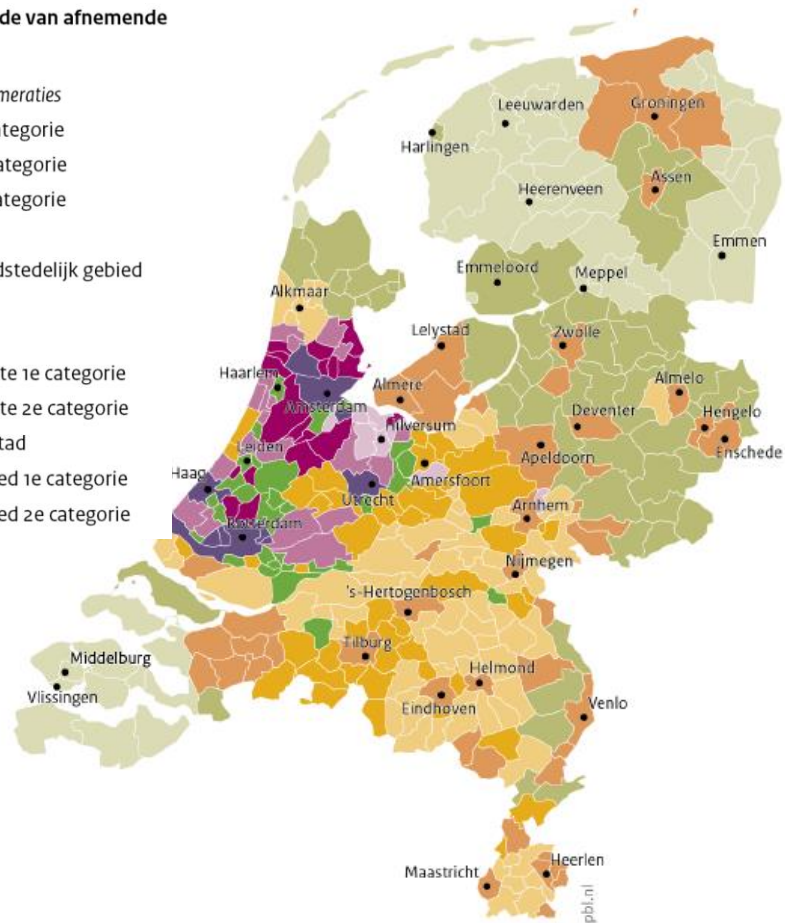 de van afnemende
meraties
ategorie
ategorie
ategorie
dstedelijk gebied
te 1e categorie
te 2e categorie
tad
ed 1e categorie
ed 2e categorie
Leeuwarden
Groningen
Harlingen
Assen
Heerenveen
Emmen
Emmeloord
Meppel
Alkmaar
Lelystad
Zwolle
Haarlem
Almere
Almelo
Amsterdam
Deventer
Hengelo
Hilversum
Enschede
Leiden
Apeldoorn
Haag
Amersfoort
Utrecht
Arnhem
Rotterdam
Nijmegen
's-Hertogenbosch
Tilburg
Middelburg
Helmond
Vlissingen
Eindhoven
Venlo
Maastricht
Heerlen
pbl.nl